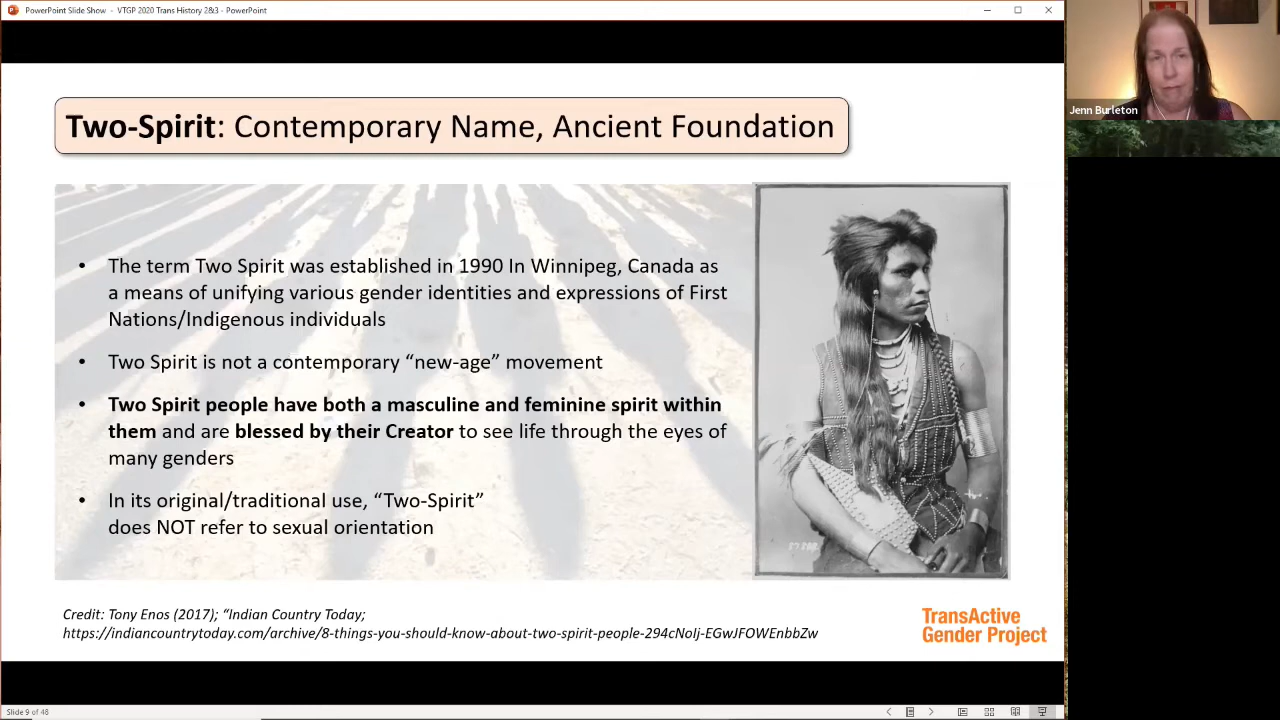 PowerPoint Slide Show - VTGP 2020 Trans History 2&3 - PowerPoint
Jenn Burleton
Two-Spirit: Contemporary Name, Ancient Foundation
• The term Two Spirit was established in 1990 In Winnipeg, Canada as
a means of unifying various gender identities and expressions of First
Nations/Indigenous individuals
• Two Spirit is not a contemporary “new-age” movement
• Two Spirit people have both a masculine and feminine spirit within
them and are blessed by their Creator to see life through the eyes of
many genders
• In its original/traditional use, “Two-Spirit”
does NOT refer to sexual orientation
Credit: Tony Enos (2017); “Indian Country Today;
https://indiancountrytoday.com/archive/8-things-you-should-know-about-two-spirit-people-294cNoIj-EGwJFOWEnbbZw
TransActive
Gender Project
Slide 9 of 48